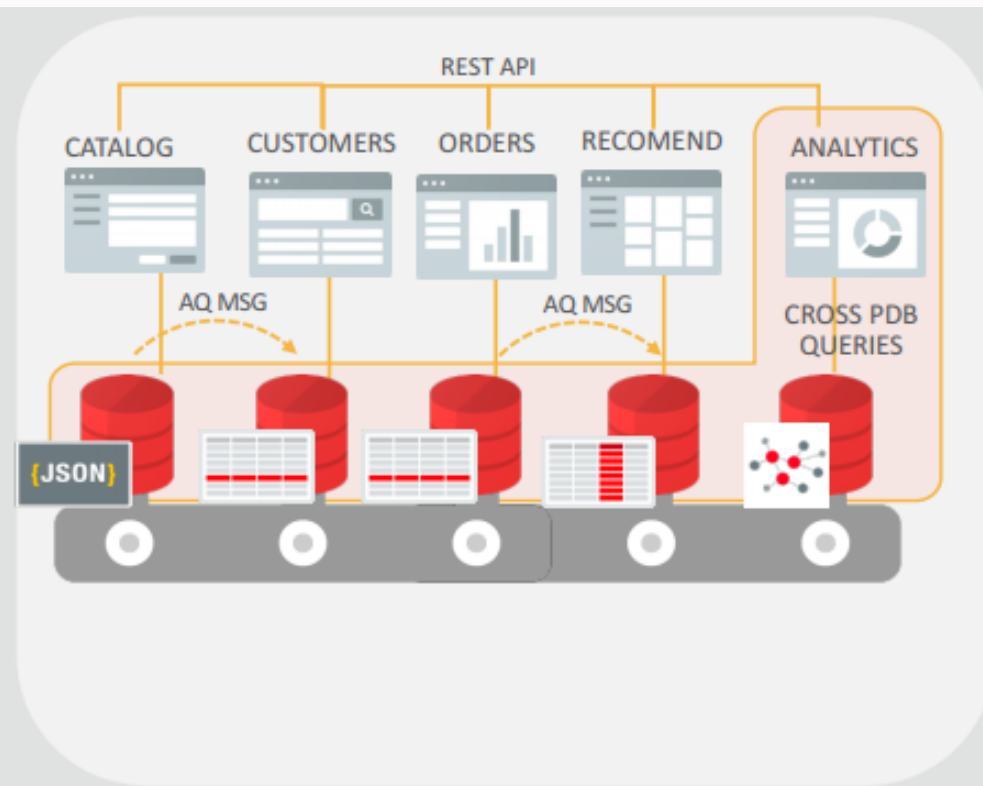 REST API
CATALOG
CUSTOMERS
ORDERS
RECOMEND
ANALYTICS
AQ MSG
AQ MSG
CROSS PDB
QUERIES
{JSON}